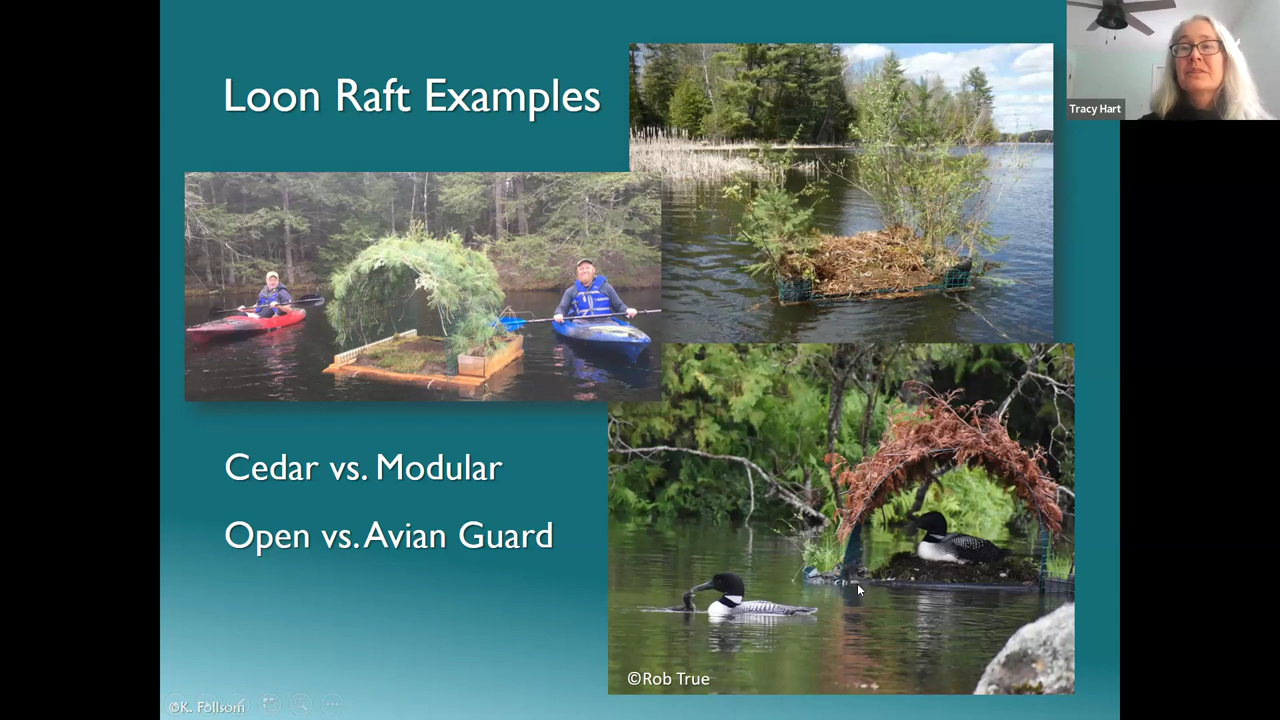 Loon Raft Examples
Tracy Hart
Cedar vs. Modular
Open vs. Avian Guard
©Rob True
©K. Follsom